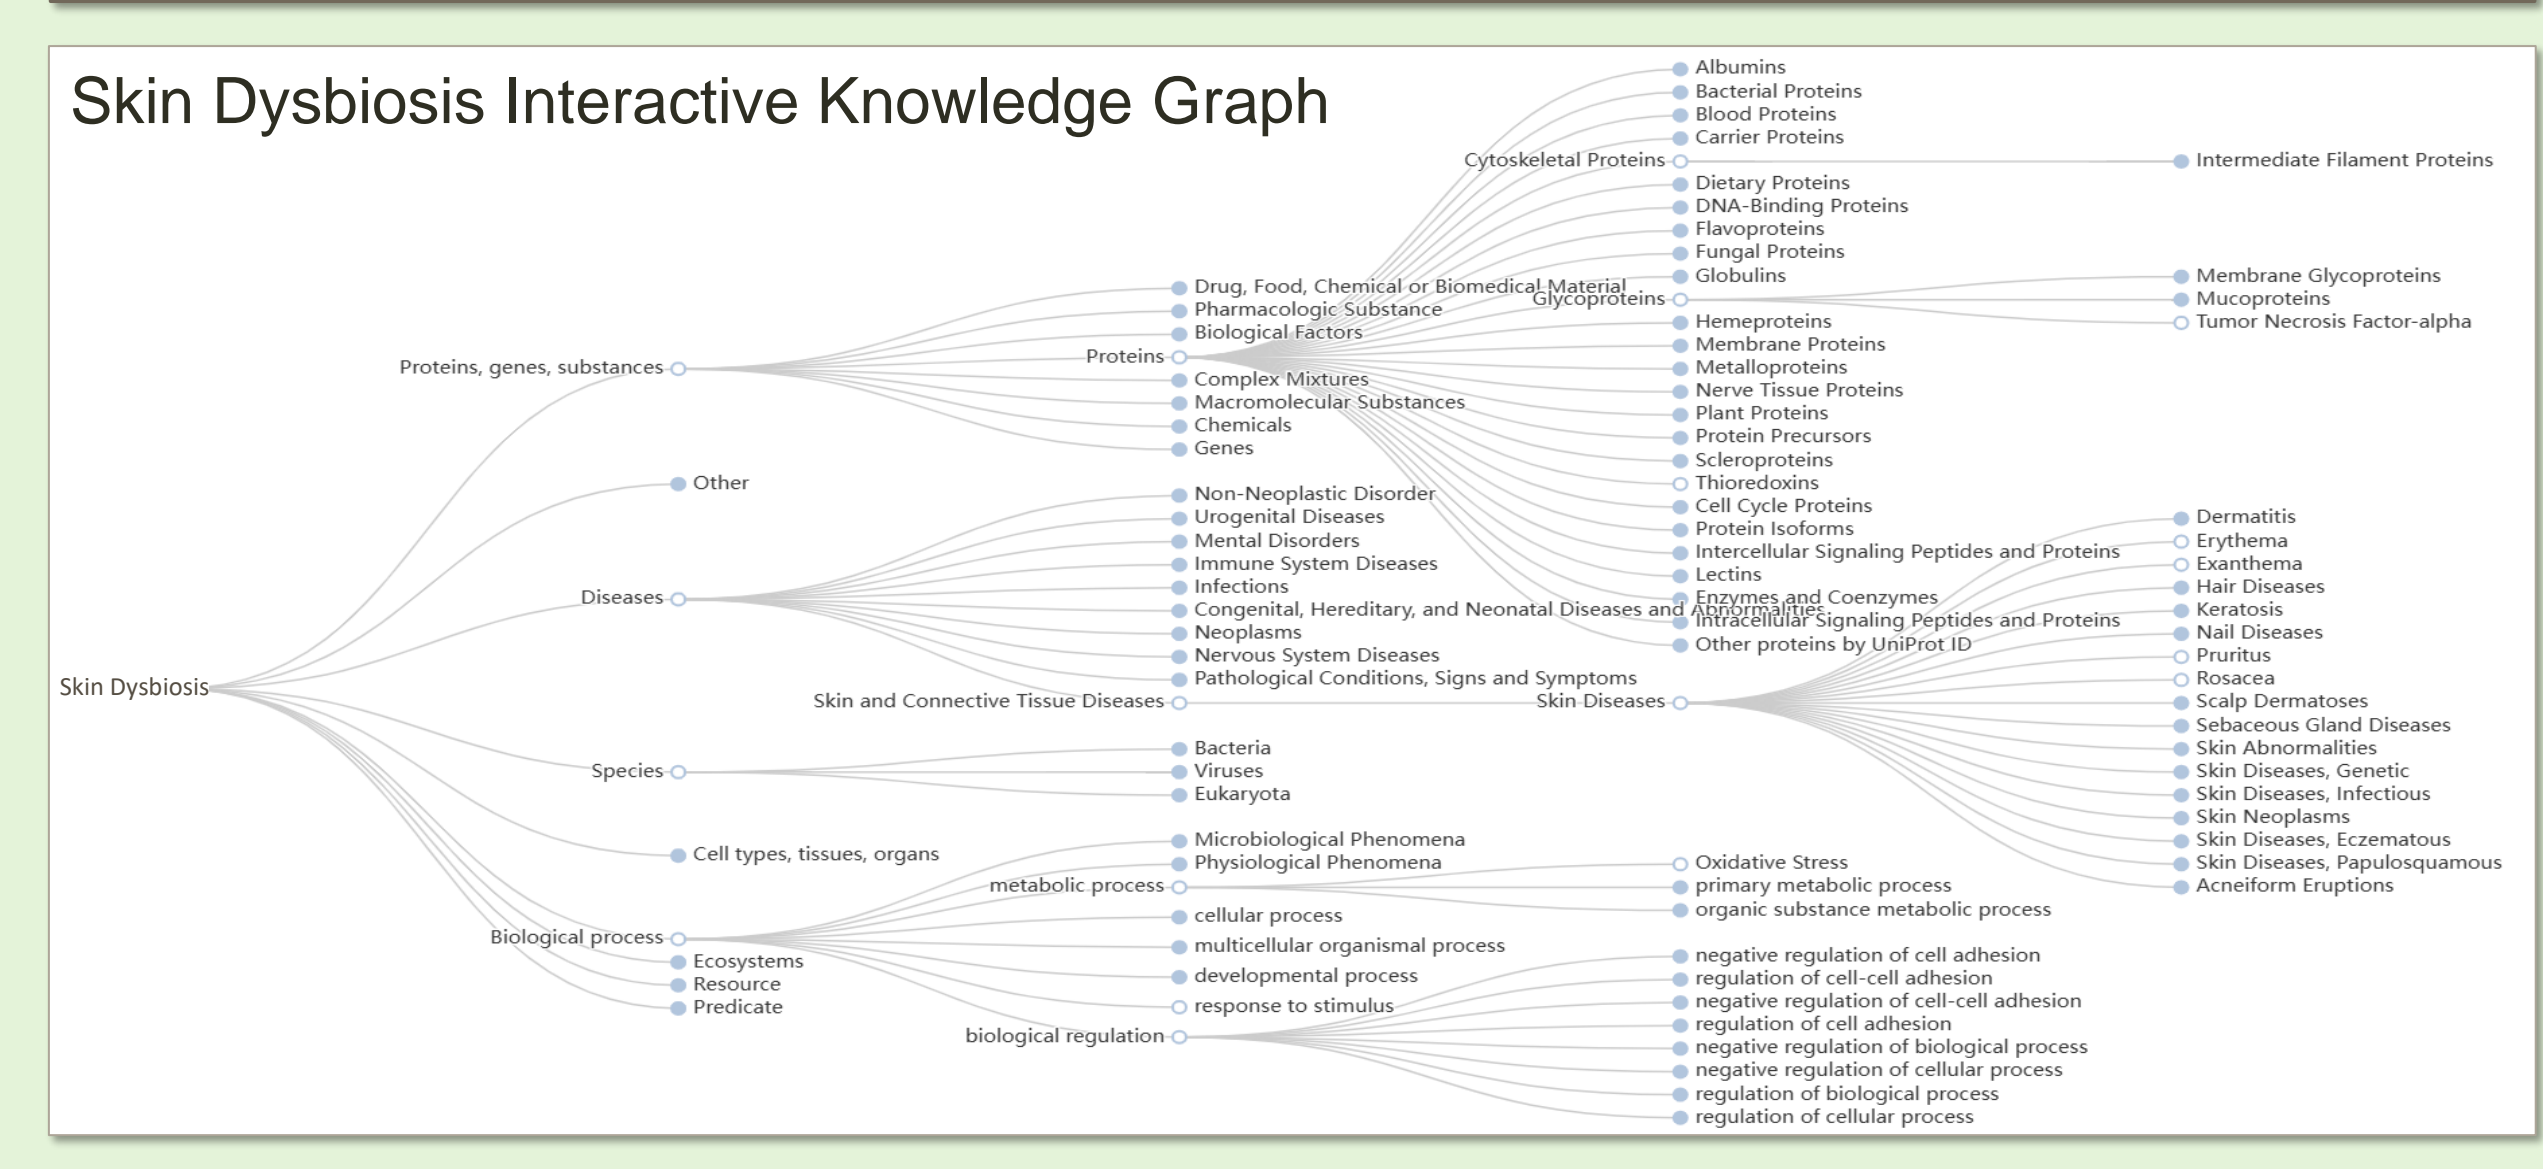 Skin Dysbiosis Interactive Knowledge Graph
Skin Dysbiosis
Proteins, genes, substances
Other
Diseases
Species
Cell types, tissues, organs
Biological process
Ecosystems
Resource
Predicate
Drug, Food, Chemical or Biomedical Material
Pharmacologic Substance
Biological Factors
Proteins
Complex Mixtures
Macromolecular Substances
Chemicals
Genes
Non-Neoplastic Disorder
Urogenital Diseases
Mental Disorders
Immune System Diseases
Infections
Congenital, Hereditary, and Neonatal Diseases and Abnormalities
Neoplasms
Nervous System Diseases
Pathological Conditions, Signs and Symptoms
Skin and Connective Tissue Diseases
Bacteria
Viruses
Eukaryota
Microbiological Phenomena
Physiological Phenomena
metabolic process
cellular process
multicellular organismal process
developmental process
response to stimulus
biological regulation
Albumins
Bacterial Proteins
Blood Proteins
Carrier Proteins
Cytoskeletal Proteins
Dietary Proteins
DNA-Binding Proteins
Flavoproteins
Fungal Proteins
Globulins
Glycoproteins
Hemeproteins
Membrane Proteins
Metalloproteins
Nerve Tissue Proteins
Plant Proteins
Protein Precursors
Scleroproteins
Thioredoxins
Cell Cycle Proteins
Protein Isoforms
Intercellular Signaling Peptides and Proteins
Lectins
Enzymes and Coenzymes
Intracellular Signaling Peptides and Proteins
Other proteins by UniProt ID
Skin Diseases
Oxidative Stress
primary metabolic process
organic substance metabolic process
negative regulation of cell adhesion
regulation of cell-cell adhesion
negative regulation of cell-cell adhesion
regulation of cell adhesion
negative regulation of biological process
negative regulation of cellular process
regulation of biological process
regulation of cellular process
Intermediate Filament Proteins
Membrane Glycoproteins
Mucoproteins
Tumor Necrosis Factor-alpha
Dermatitis
Erythema
Exanthema
Hair Diseases
Keratosis
Nail Diseases
Pruritus
Rosacea
Scalp Dermatoses
Sebaceous Gland Diseases
Skin Abnormalities
Skin Diseases, Genetic
Skin Diseases, Infectious
Skin Neoplasms
Skin Diseases, Eczematous
Skin Diseases, Papulosquamous
Acneiform Eruptions